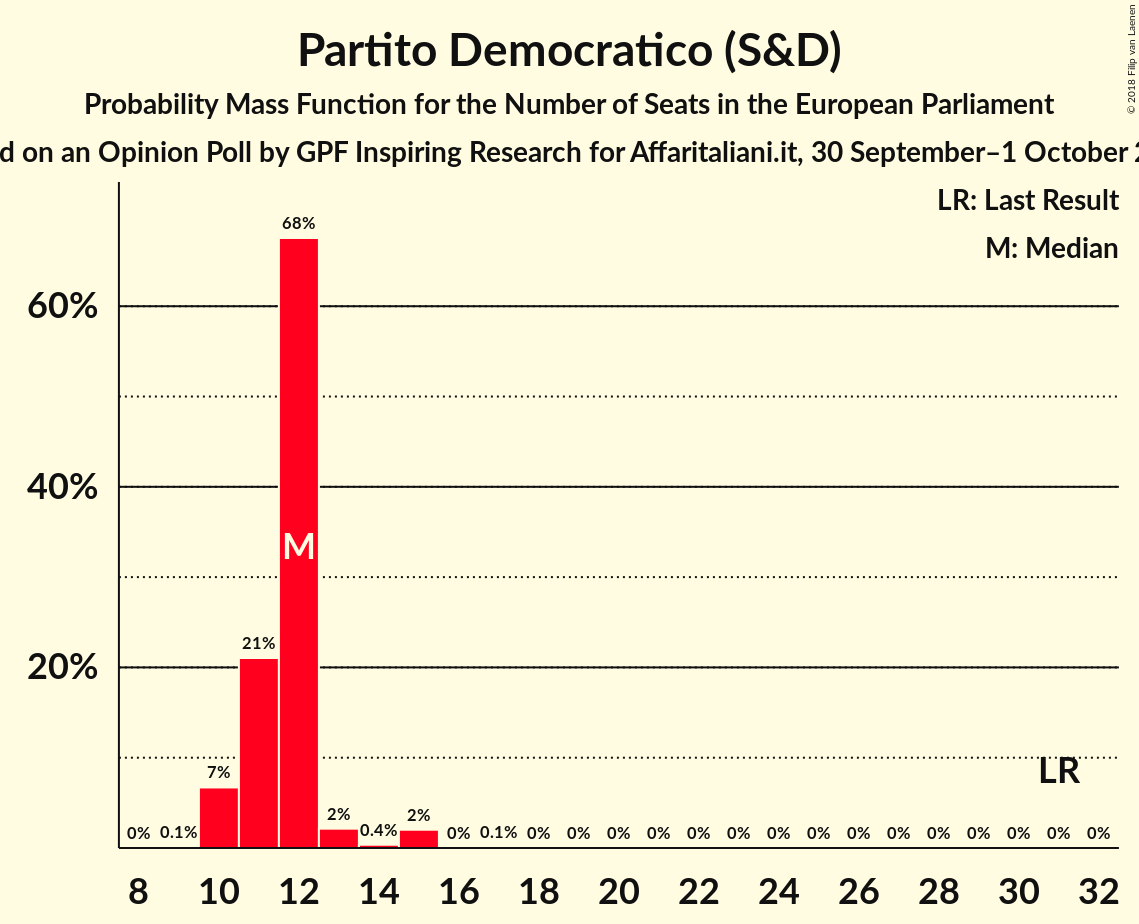 Partito Democratico (S&D)
Probability Mass Function for the Number of Seats in the European Parliament
d on an Opinion Poll by GPF Inspiring Research for Affaritaliani.it, 30 September–1 October
© 2018 Filip van Laenen
LR: Last Result
M: Median
60%
40%
20%
0% 0.1% 7% 21% 68% 2% 0.4% 2% 0% 0.1% 0% 0% 0% 0% 0% 0% 0% 0% 0% 0% 0% 0% 0% 0% 0%
M
LR
8 10 12 14 16 18 20 22 24 26 28 30 32